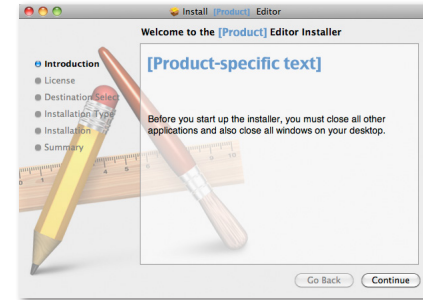 Install [Product] Editor
Welcome to the [Product] Editor Installer
Introduction
License
Destination Select
Installation Type
Installation
Summary
[Product-specific text]
Before you start up the installer, you must close all other
applications and also close all windows on your desktop.
Go Back
Continue